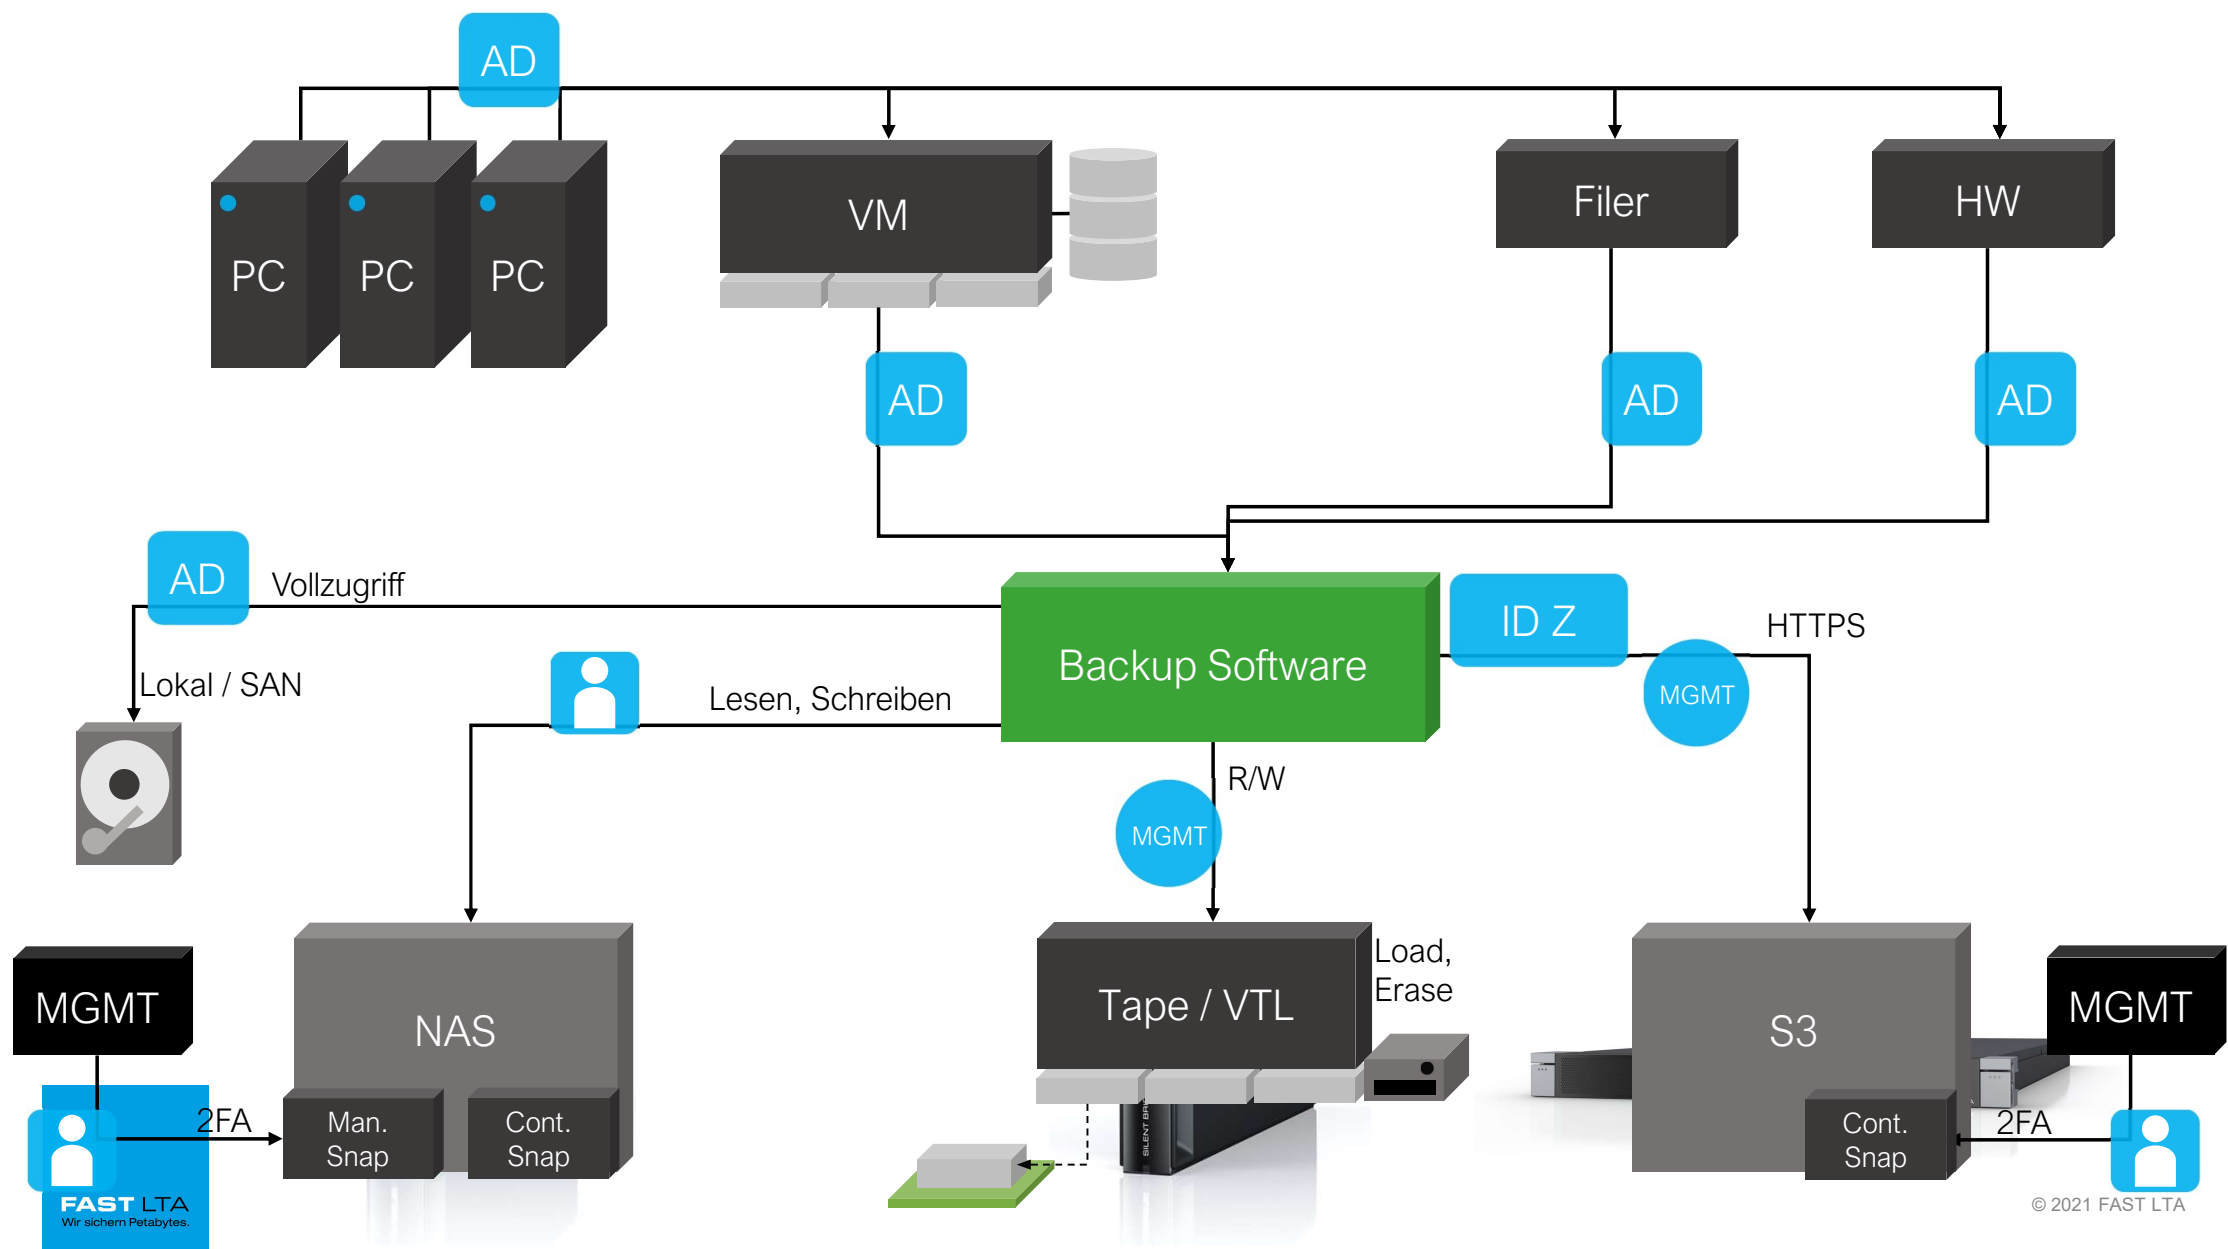 AD
PC
PC
PC
VM
Filer
HW
AD
AD
AD
AD
Vollzugriff
ID Z
HTTPS
Backup Software
Lokal / SAN
Lesen, Schreiben
MGMT
R/W
MGMT
Load,
Erase
MGMT
NAS
Tape / VTL
S3
MGMT
2FA
Man.
Snap
Cont.
Snap
Cont.
Snap
2FA
FAST LTA
Wir sichern Petabytes.
© 2021 FAST LTA